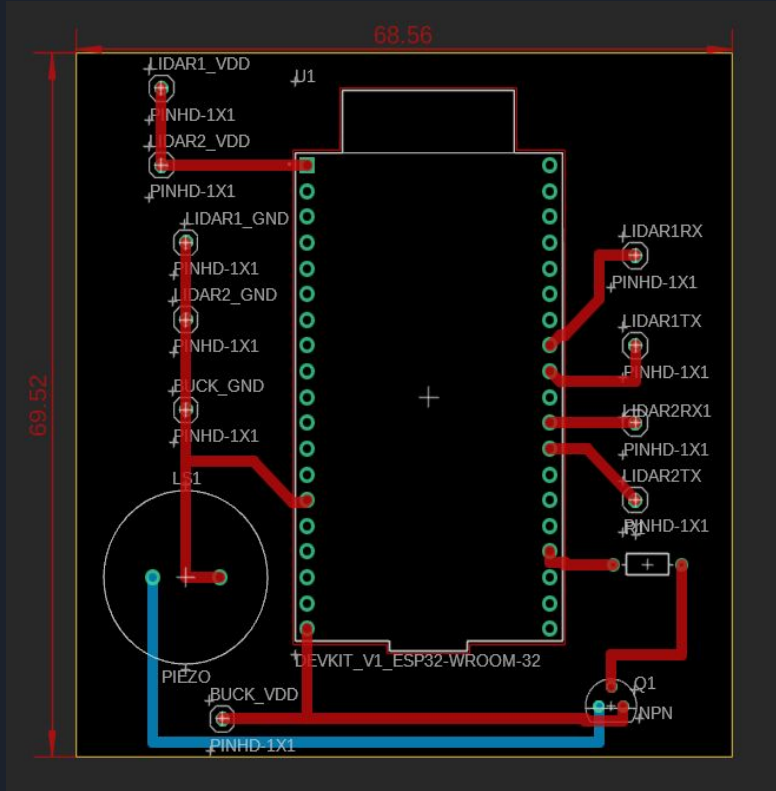 68.56
LIDAR1_VDD
U1
PINHD-1X1
LIDAR2_VDD
PINHD-1X1
LIDAR1_GND
LIDAR1RX
PINHD-1X1
PINHD-1X1
LIDAR2_GND
LIDAR1TX
PINHD-1X1
PINHD-1X1
BUCK_GND
69.52
LIDAR2RX1
PINHD-1X1
PINHD-1X1
LS1
LIDAR2TX
PINHD-1X1
DEVKIT_V1_ESP32-WROOM-32
PIEZO
Q1
BUCK_VDD
NPN
PINHD-1X1